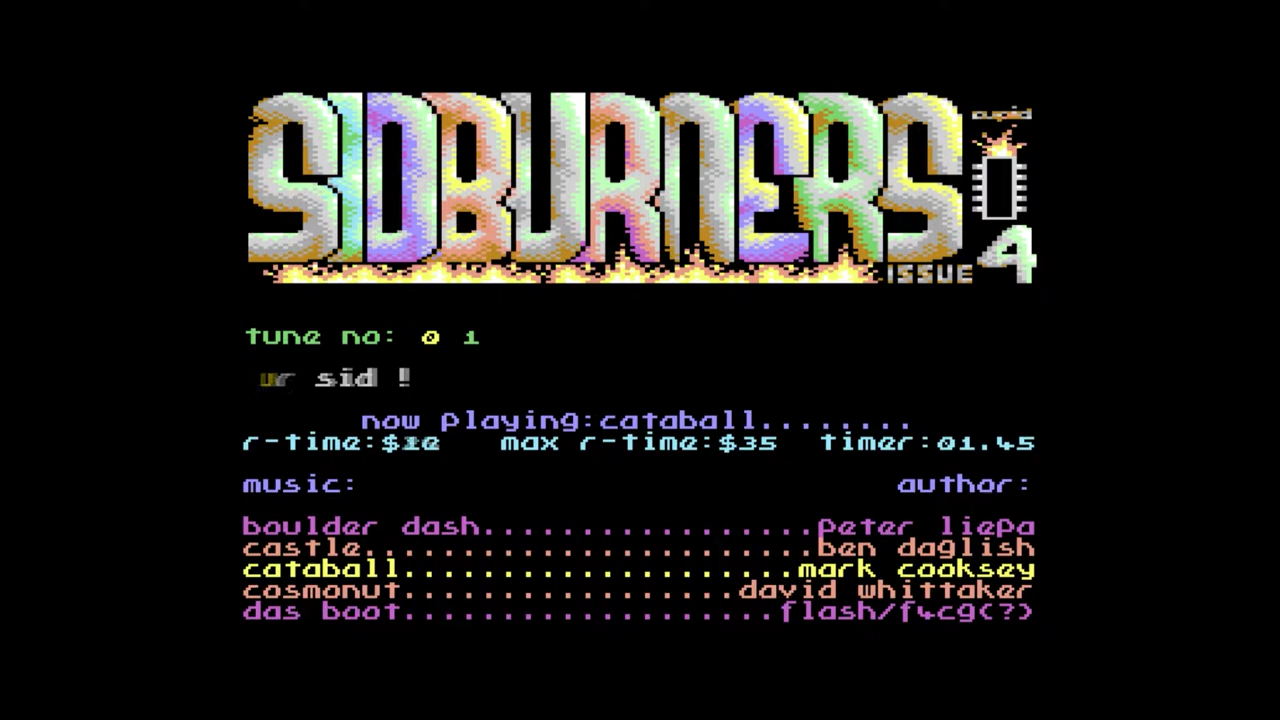 SIDBURNERS
cupid
ISSUE 4
tune no: 0 1
ur sid !
now playing:cataball........
r-time:$ max r-time:$35 timer:01.45
music: author:
boulder dash.................peter liepa
castle.......................ben daglish
cataball....................mark cooksey
cosmonut.................david whittaker
das boot...................flash/f4cg(?)